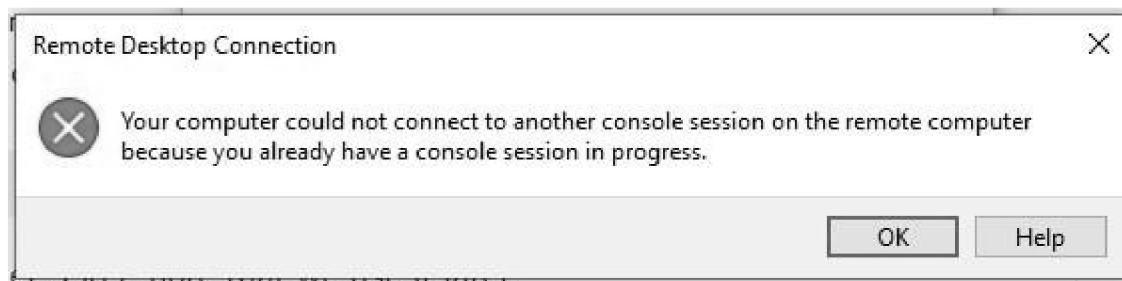 Remote Desktop Connection
Your computer could not connect to another console session on the remote computer
because you already have a console session in progress.
OK
Help